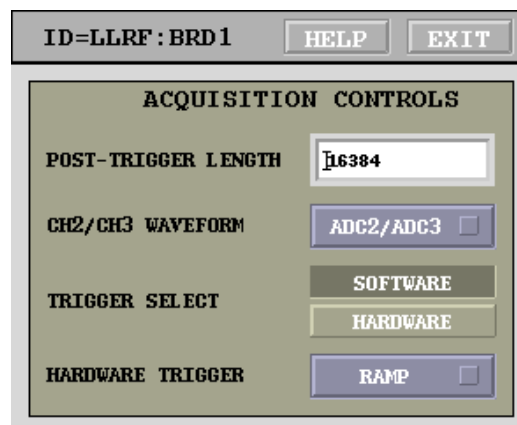 ID=LLRF:BRD1 HELP EXIT
ACQUISITION CONTROLS
POST-TRIGGER LENGTH 16384
CH2/CH3 WAVEFORM ADC2/ADC3
TRIGGER SELECT SOFTWARE
HARDWARE
HARDWARE TRIGGER RAMP